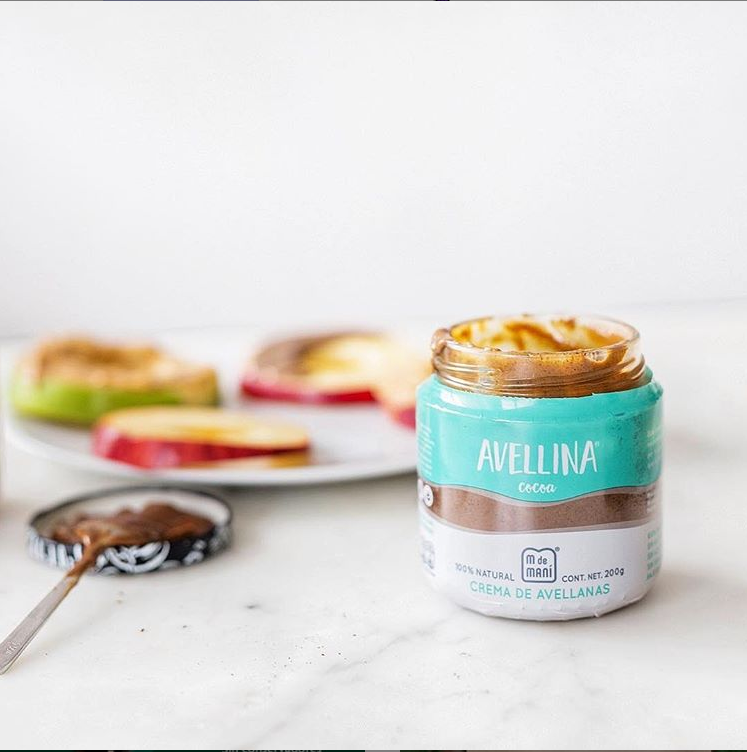 AVELLINA®
cocoa
M de
MANÍ®
100% NATURAL
CONT. NET. 200g
CREMA DE AVELLANAS